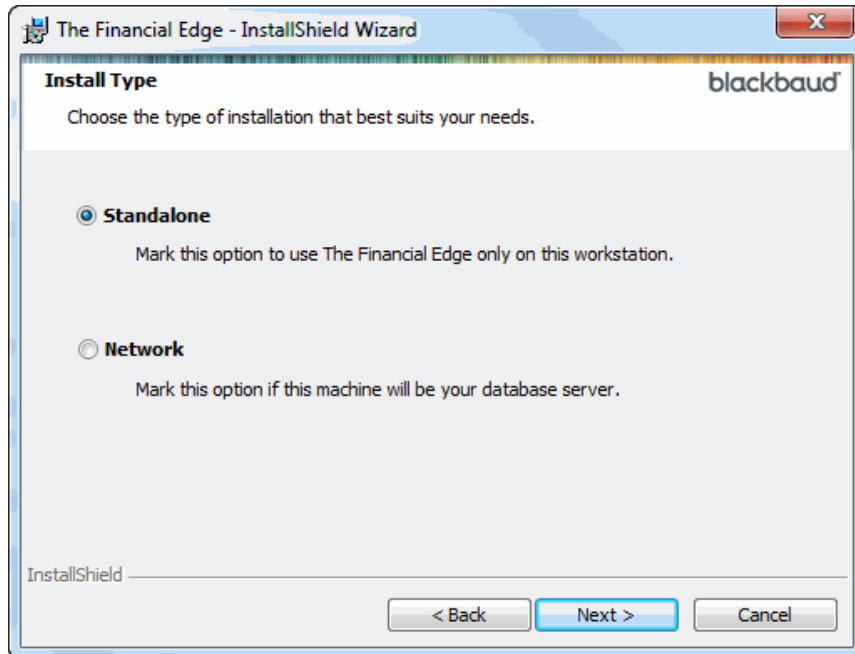 The Financial Edge - InstallShield Wizard
Install Type
blackbaud
Choose the type of installation that best suits your needs.
Standalone
Mark this option to use The Financial Edge only on this workstation.
Network
Mark this option if this machine will be your database server.
InstallShield
< Back
Next >
Cancel